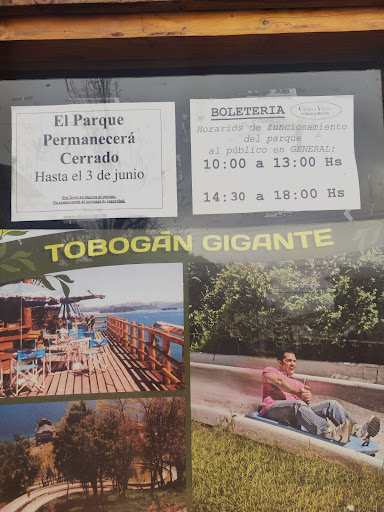 El Parque
Permanecerá
Cerrado
Hasta el 3 de junio
BOLETERIA
Horarios de funcionamiento
del parque
al público en GENERAL:
10:00 a 13:00 Hs
14:30 a 18:00 Hs
TOBOGÁN GIGANTE